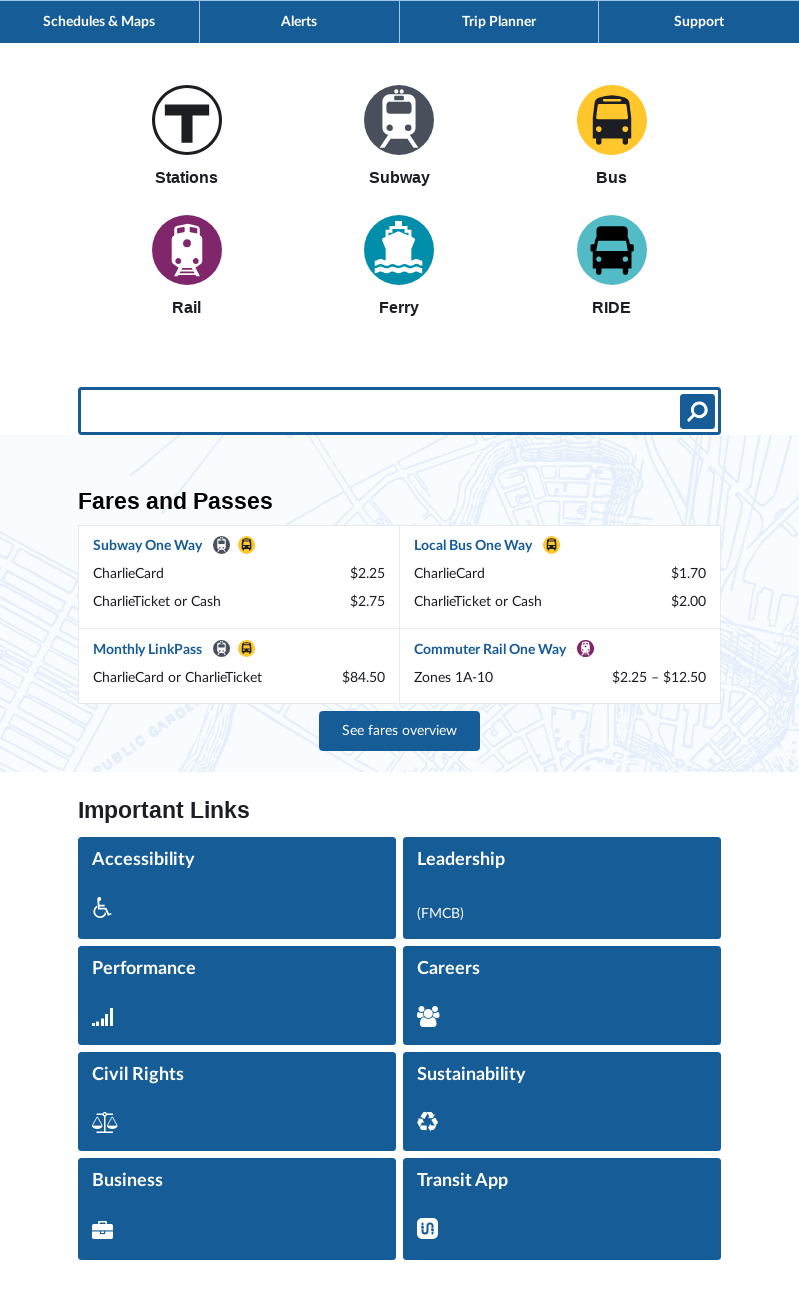 Schedules & Maps Alerts Trip Planner Support
T
Stations Subway Bus
Rail Ferry RIDE
Fares and Passes
Subway One Way
CharlieCard $2.25
CharlieTicket or Cash $2.75
Local Bus One Way
CharlieCard $1.70
CharlieTicket or Cash $2.00
Monthly LinkPass
CharlieCard or CharlieTicket $84.50
Commuter Rail One Way
Zones 1A-10 $2.25 – $12.50
PUBLIC GARDE
See fares overview
Important Links
Accessibility
Leadership
(FMCB)
Performance
Careers
Civil Rights
Sustainability
Business
Transit App